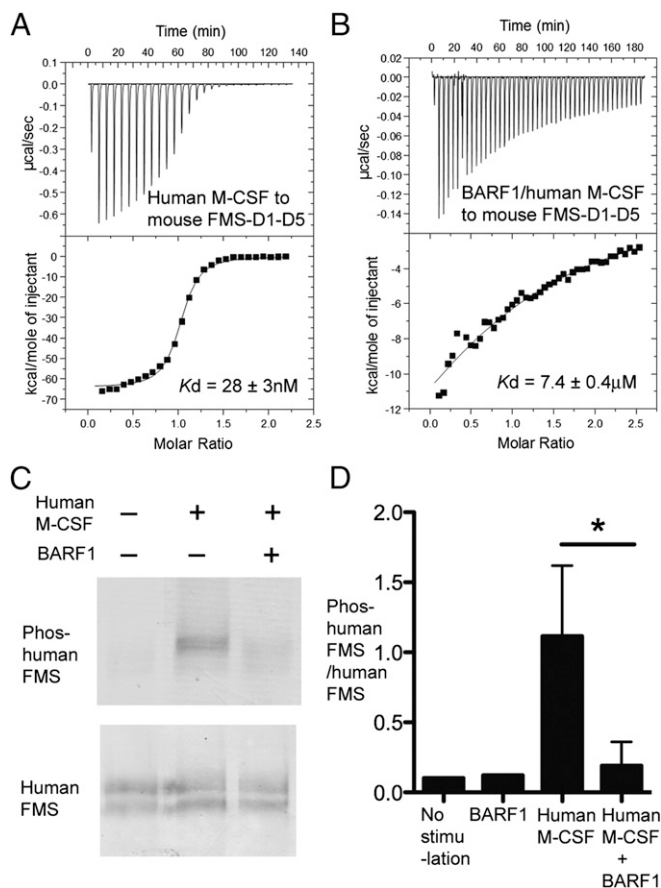 A
Time (min)
0 20 40 60 80 100 120 140
0.1
0.0
-0.1
-0.2
-0.3
-0.4
-0.5
-0.6
µcal/sec
Human M-CSF to
mouse FMS-D1-D5
0
-10
-20
-30
-40
-50
-60
-70
kcal/mole of injectant
Kd = 28 ± 3nM
0.0 0.5 1.0 1.5 2.0 2.5
Molar Ratio
B
Time (min)
0 20 40 60 80 100 120 140 160 180
0.02
0.00
-0.02
-0.04
-0.06
-0.08
-0.10
-0.12
-0.14
µcal/sec
BARF1/human M-CSF
to mouse FMS-D1-D5
-4
-6
-8
-10
-12
kcal/mole of injectant
Kd = 7.4 ± 0.4µM
0.0 0.5 1.0 1.5 2.0 2.5
Molar Ratio
C
Human
M-CSF
– + +
BARF1
– – +
Phos-
human
FMS
Human
FMS
D
2.0
1.5
1.0
0.5
0.0
Phos-
human
FMS
/human
FMS
*
No
stimu
-lation
BARF1
Human
M-CSF
Human
M-CSF
+
BARF1